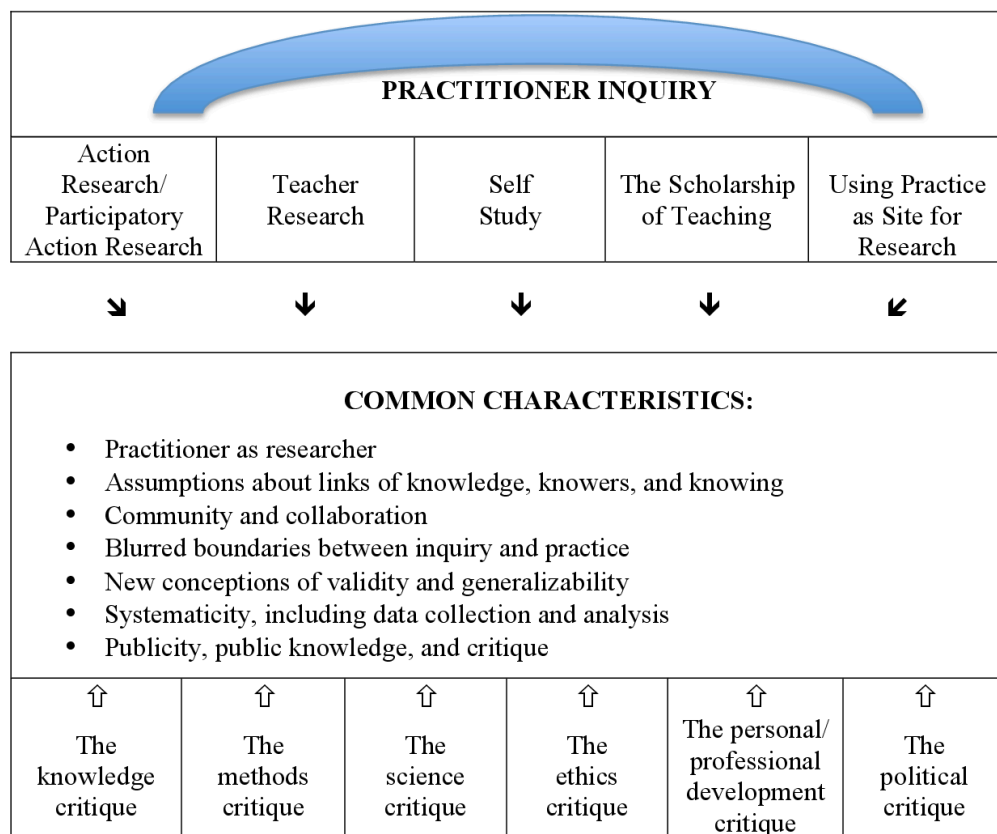 PRACTITIONER INQUIRY
Action
Research/
Participatory
Action Research
Teacher
Research
Self
Study
The Scholarship
of Teaching
Using Practice
as Site for
Research
COMMON CHARACTERISTICS:
• Practitioner as researcher
• Assumptions about links of knowledge, knowers, and knowing
• Community and collaboration
• Blurred boundaries between inquiry and practice
• New conceptions of validity and generalizability
• Systematicity, including data collection and analysis
• Publicity, public knowledge, and critique
The
knowledge
critique
The
methods
critique
The
science
critique
The
ethics
critique
The personal/
professional
development
critique
The
political
critique